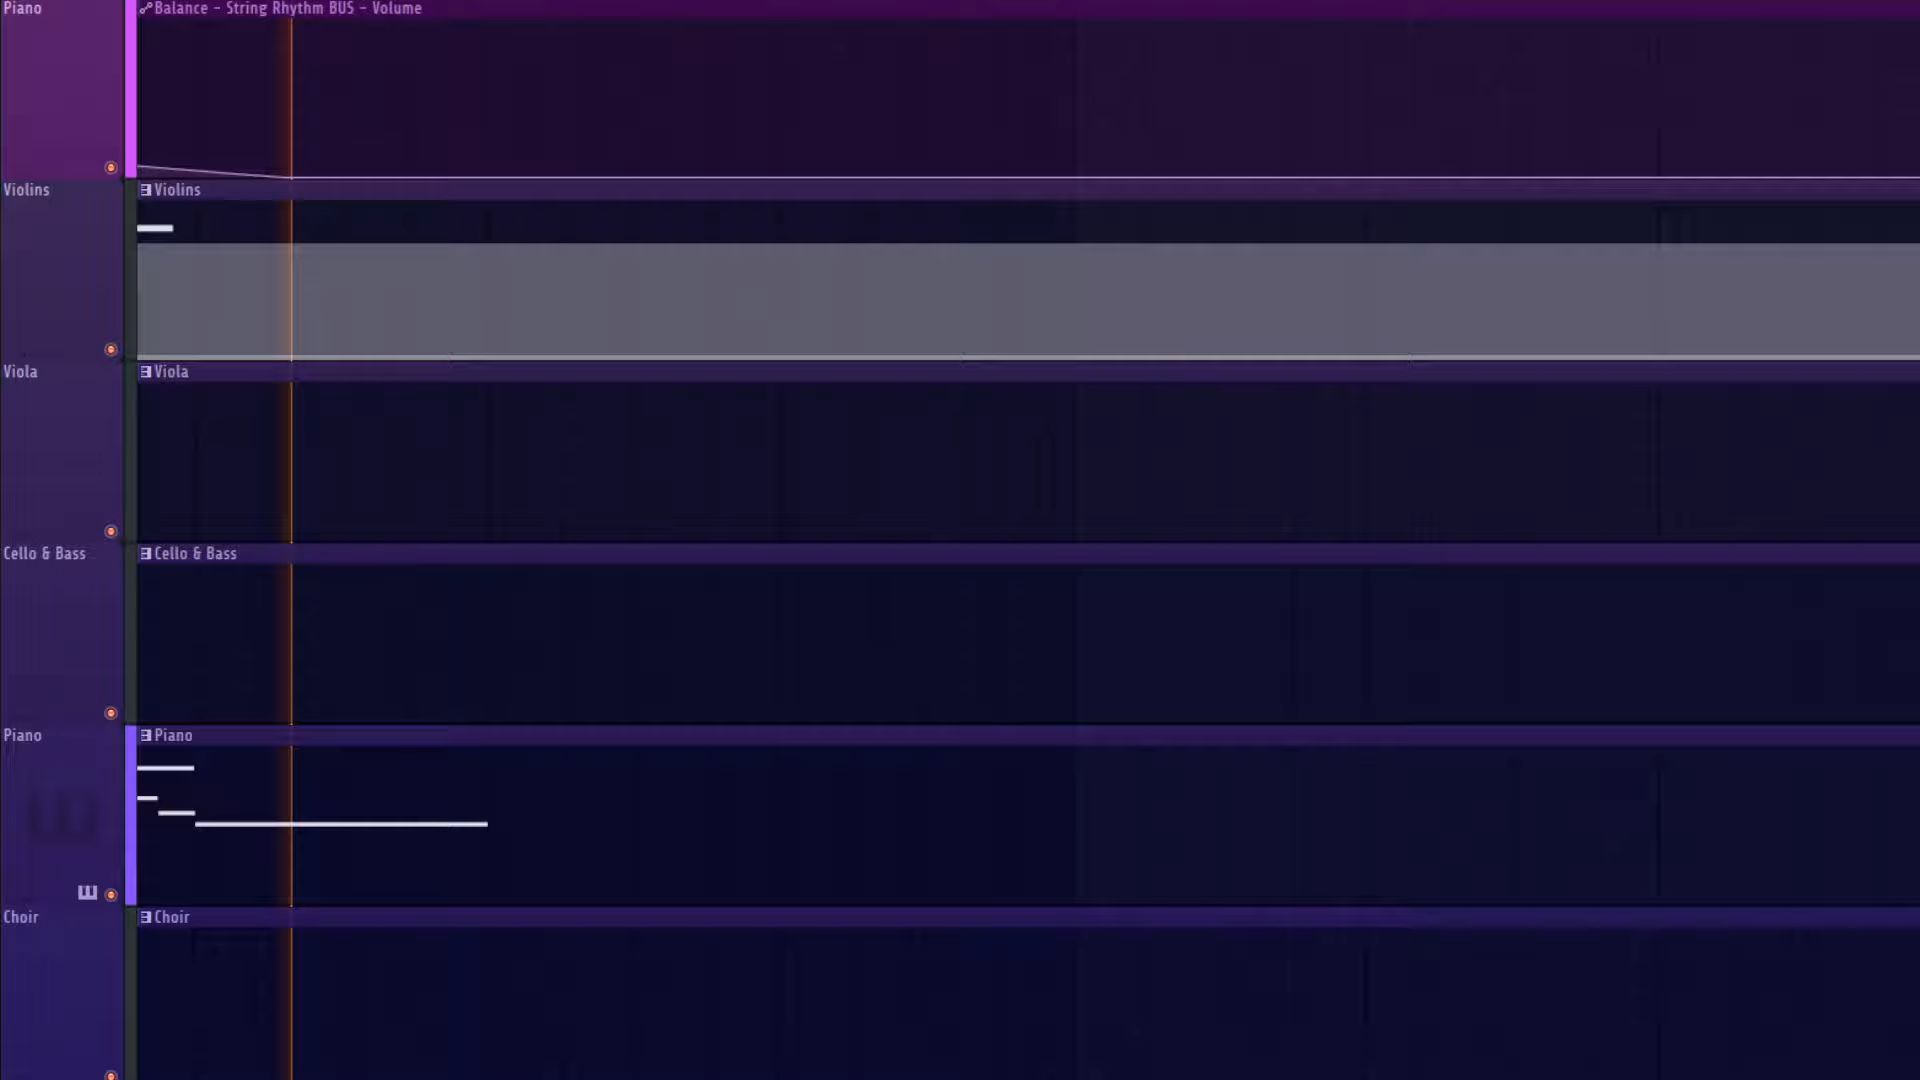 Piano
Balance - String Rhythm BUS - Volume
Violins
Violins
Viola
Viola
Cello & Bass
Cello & Bass
Piano
Piano
Choir
Choir